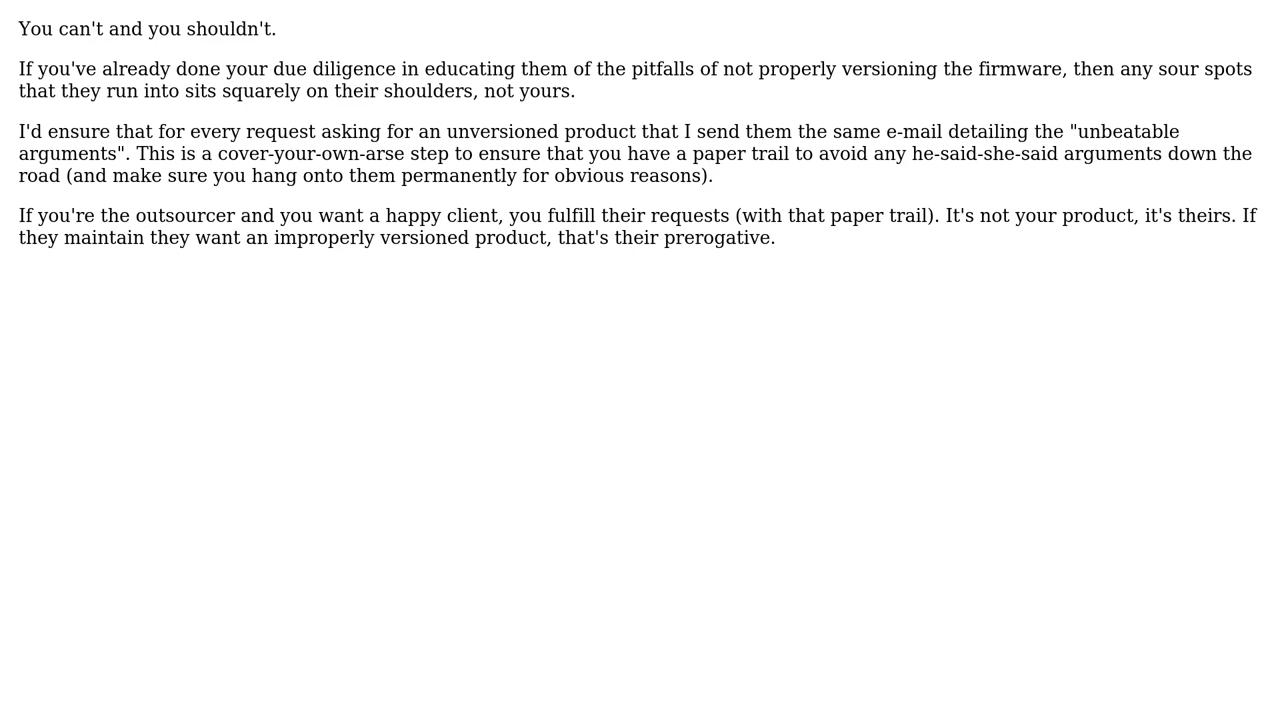 You can't and you shouldn't.
If you've already done your due diligence in educating them of the pitfalls of not properly versioning the firmware, then any sour spots
that they run into sits squarely on their shoulders, not yours.
I'd ensure that for every request asking for an unversioned product that I send them the same e-mail detailing the "unbeatable
arguments". This is a cover-your-own-arse step to ensure that you have a paper trail to avoid any he-said-she-said arguments down the
road (and make sure you hang onto them permanently for obvious reasons).
If you're the outsourcer and you want a happy client, you fulfill their requests (with that paper trail). It's not your product, it's theirs. If
they maintain they want an improperly versioned product, that's their prerogative.